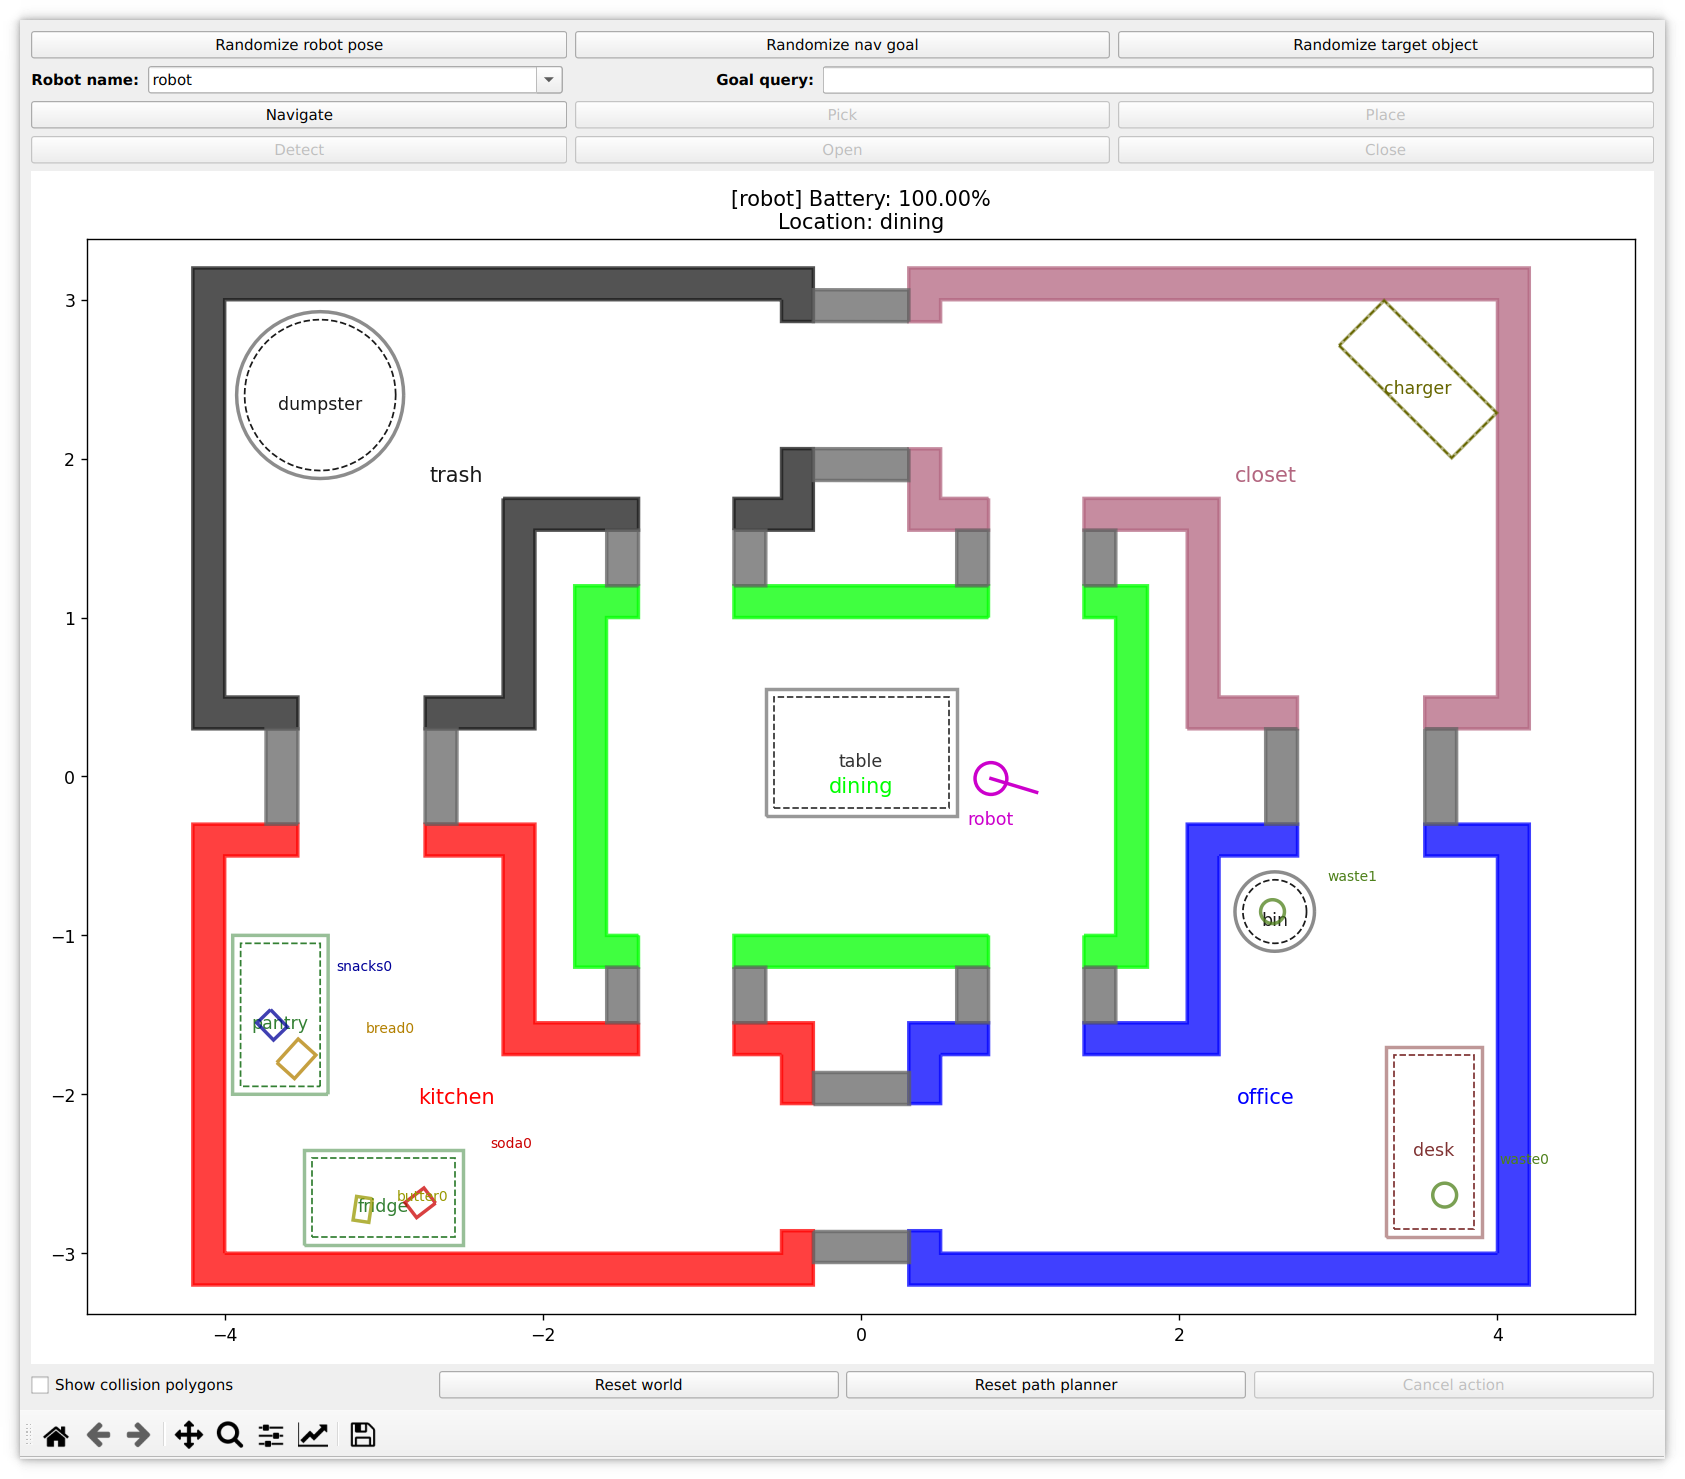 Randomize robot pose Randomize nav goal Randomize target object
Robot name: robot Goal query:
Navigate Pick Place
Detect Open Close
[robot] Battery: 100.00%
Location: dining
3
charger
dumpster
2
trash closet
1
table
0
dining
robot
waste1
bin
−1
snacks0
pantry
bread0
−2
kitchen office
soda0
desk
waste0
butter0
fridge
−3
−4 −2 0 2 4
Show collision polygons Reset world Reset path planner Cancel action